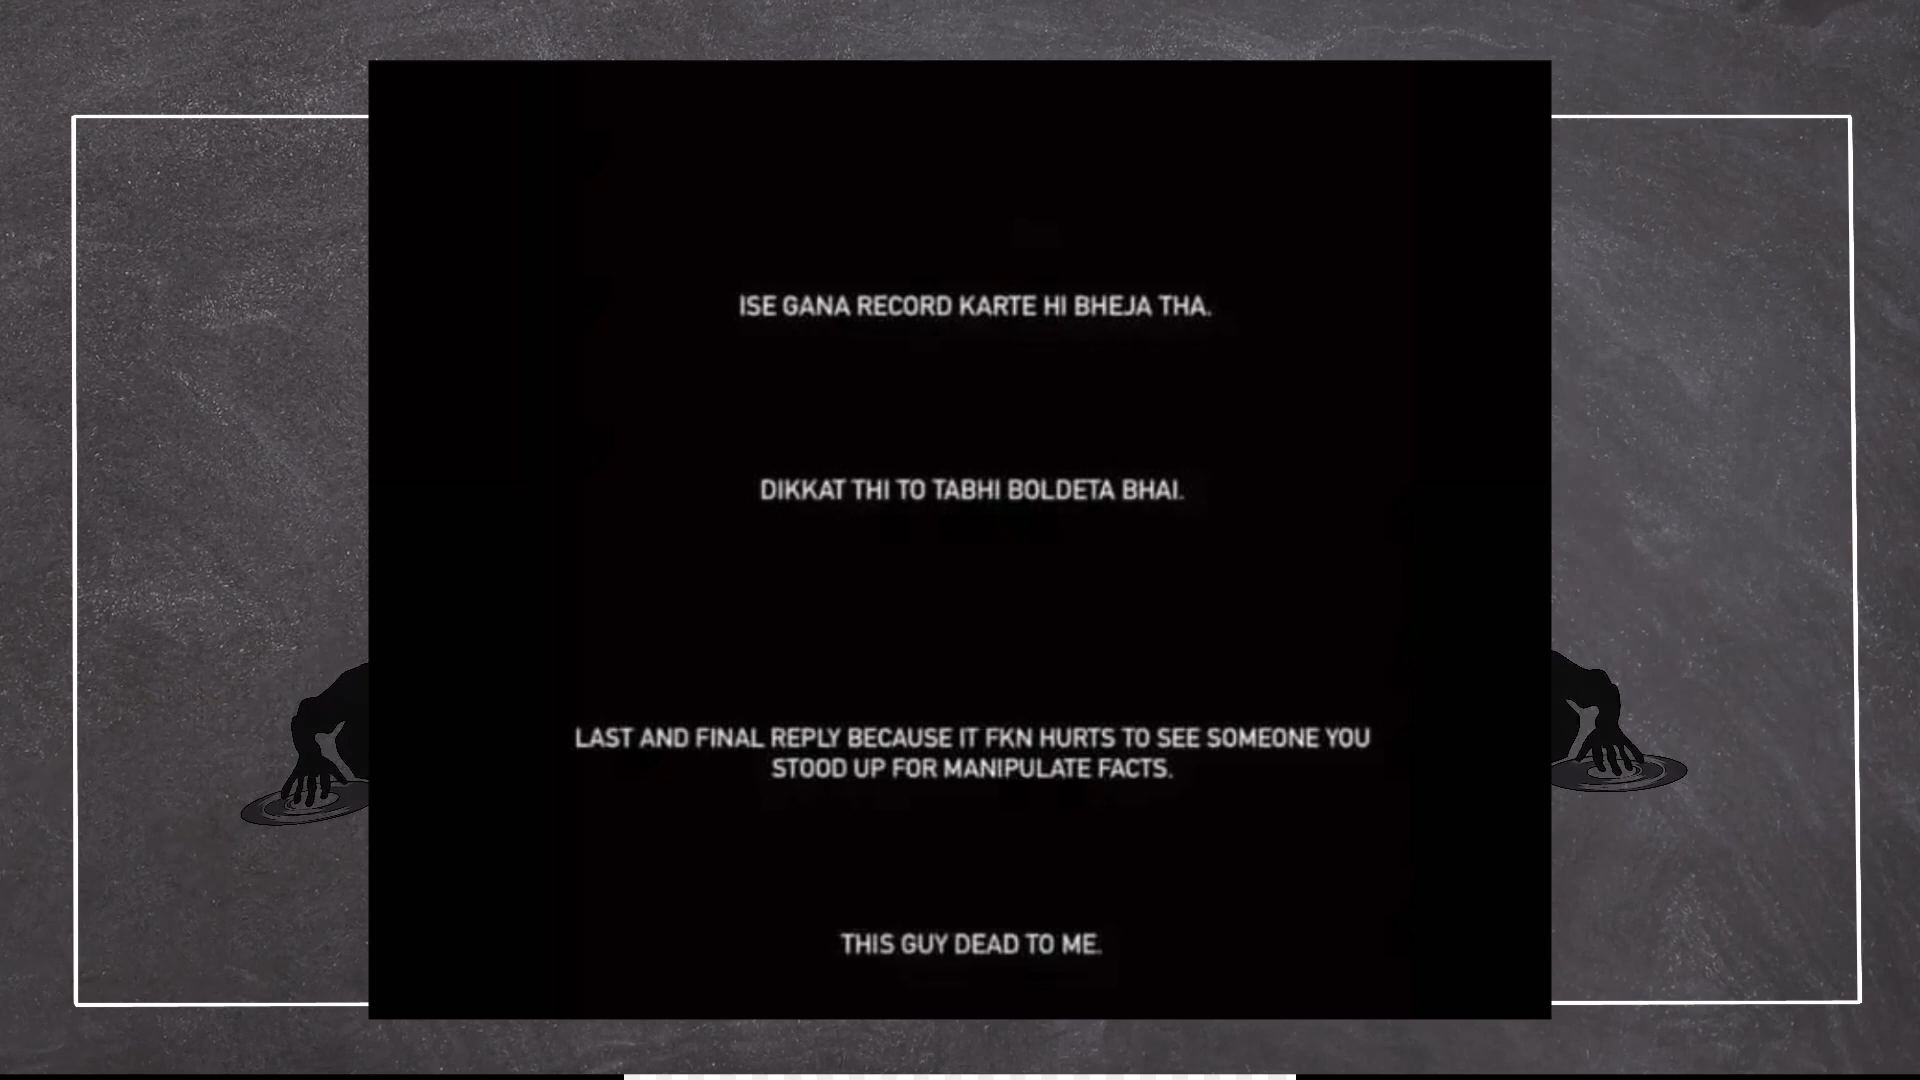 ISE GANA RECORD KARTE HI BHEJA THA.
DIKKAT THI TO TABHI BOLDETA BHAI.
LAST AND FINAL REPLY BECAUSE IT FKN HURTS TO SEE SOMEONE YOU
STOOD UP FOR MANIPULATE FACTS.
THIS GUY DEAD TO ME.